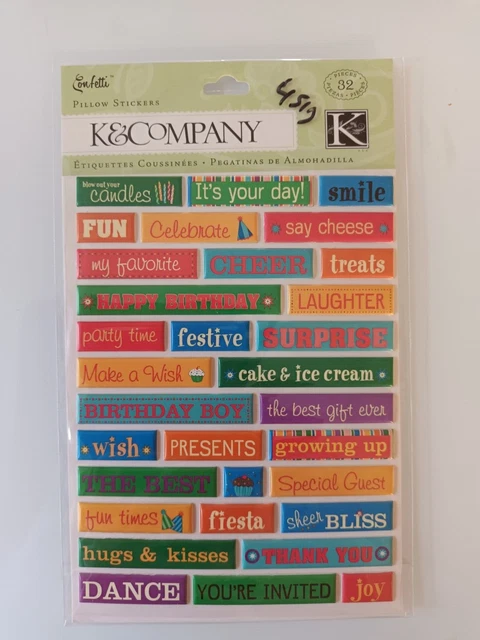 Confetti™
PILLOW STICKERS
PIECES
32
PIEZAS • PIÈCES
4519
K&COMPANY
K
ÉTIQUETTES COUSSINÉES • PEGATINAS DE ALMOHADILLA
blow out your
candles
It's your day!
smile
FUN
Celebrate
say cheese
my favorite
CHEER
treats
HAPPY BIRTHDAY
LAUGHTER
party time
festive
SURPRISE
Make a Wish
cake & ice cream
BIRTHDAY BOY
the best gift ever
wish
PRESENTS
growing up
THE BEST
Special Guest
fun times
fiesta
sheer BLISS
hugs & kisses
THANK YOU
DANCE
YOU'RE INVITED
joy